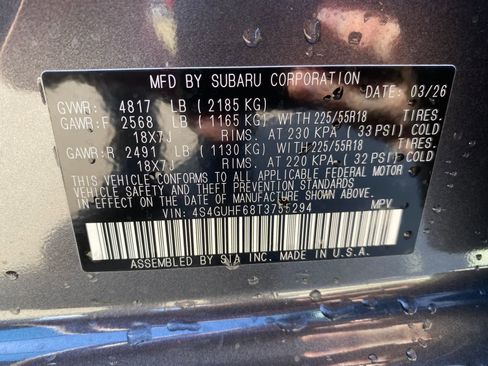 MFD BY SUBARU CORPORATION DATE: 03/26
GVWR: 4817 LB (2185 KG)
GAWR:F 2568 LB (1165 KG) WITH 225/55R18 TIRES.
18X7J RIMS. AT 230 KPA (33 PSI) COLD
GAWR:R 2491 LB (1130 KG) WITH 225/55R18 TIRES.
18X7J RIMS. AT 220 KPA (32 PSI) COLD
THIS VEHICLE CONFORMS TO ALL APPLICABLE FEDERAL MOTOR
VEHICLE SAFETY, BUMPER, AND THEFT PREVENTION STANDARDS
IN EFFECT ON THE DATE OF MANUFACTURE SHOWN ABOVE.
VIN: 4S4GUHF68T3755294 MPV
ASSEMBLED BY SIA INC. MADE IN U.S.A.